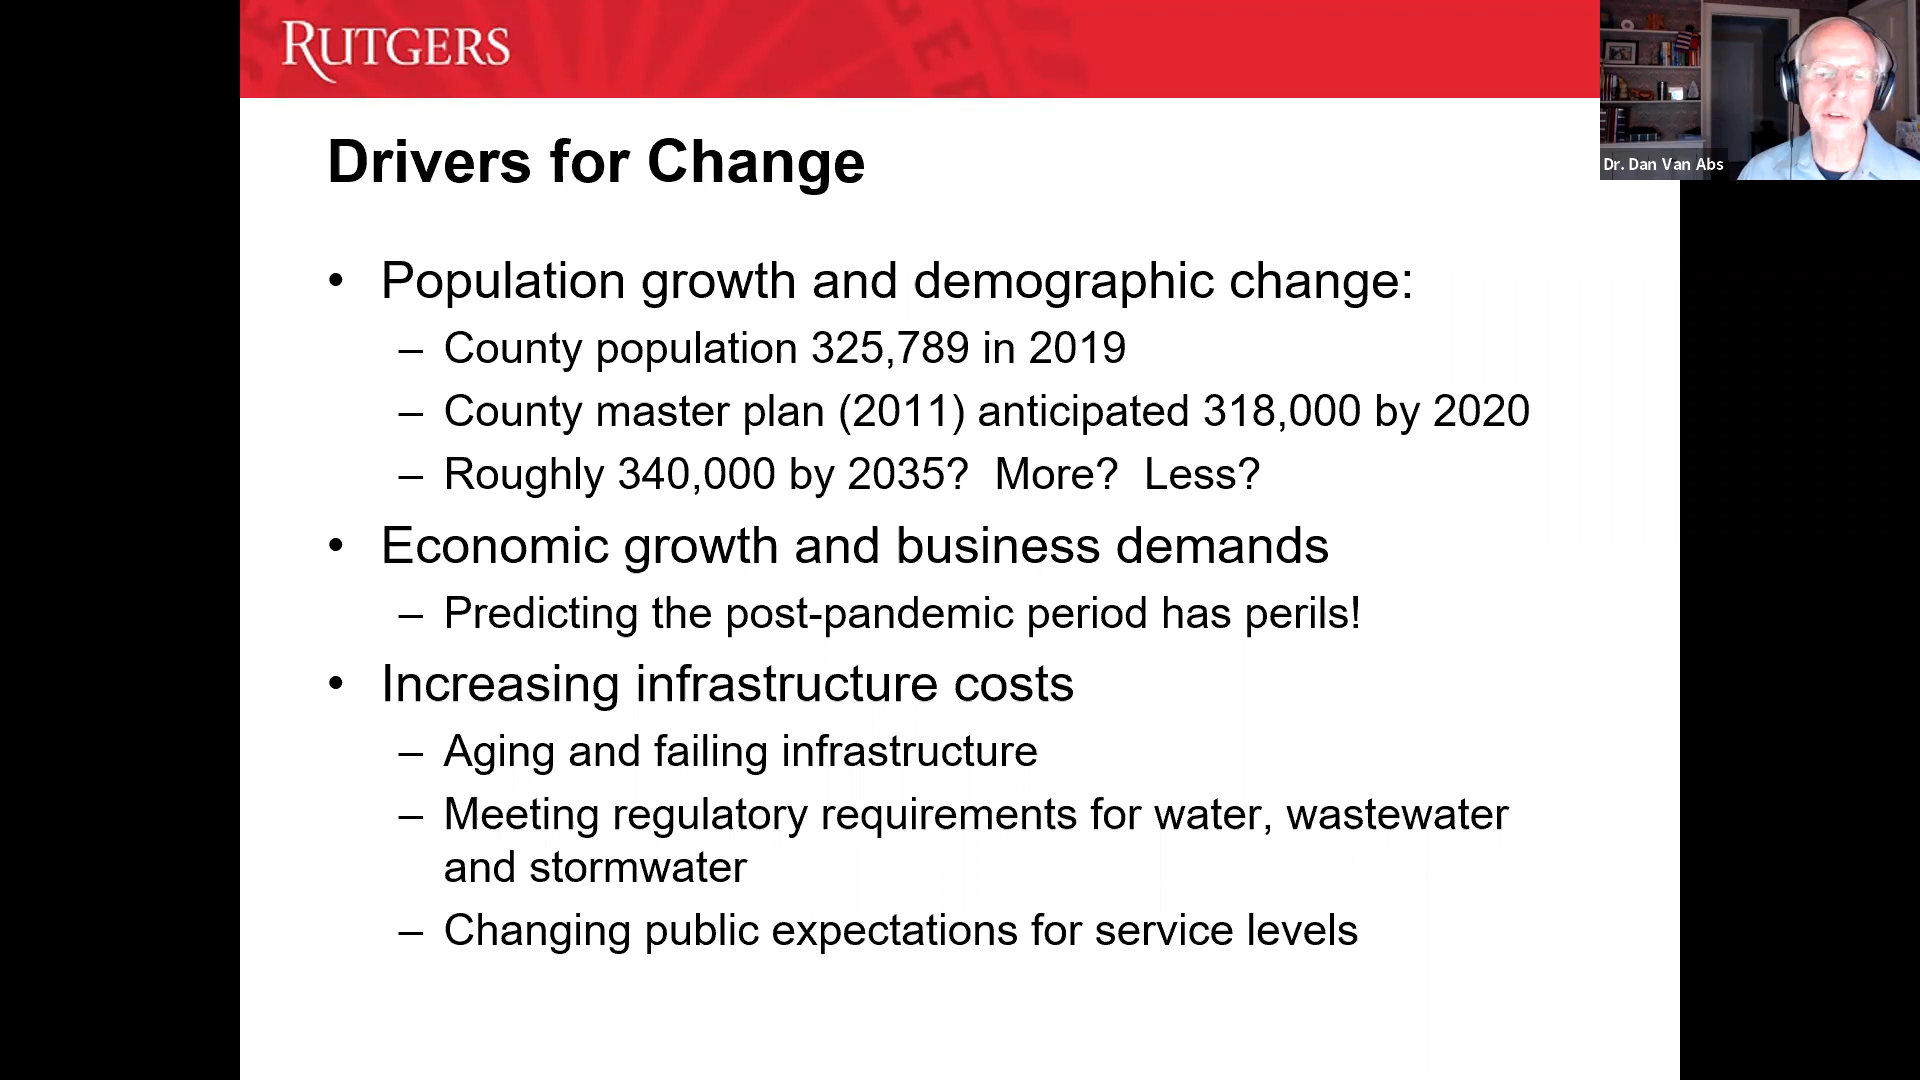 RUTGERS
Dr. Dan Van Abs
Drivers for Change
• Population growth and demographic change:
– County population 325,789 in 2019
– County master plan (2011) anticipated 318,000 by 2020
– Roughly 340,000 by 2035? More? Less?
• Economic growth and business demands
– Predicting the post-pandemic period has perils!
• Increasing infrastructure costs
– Aging and failing infrastructure
– Meeting regulatory requirements for water, wastewater
and stormwater
– Changing public expectations for service levels